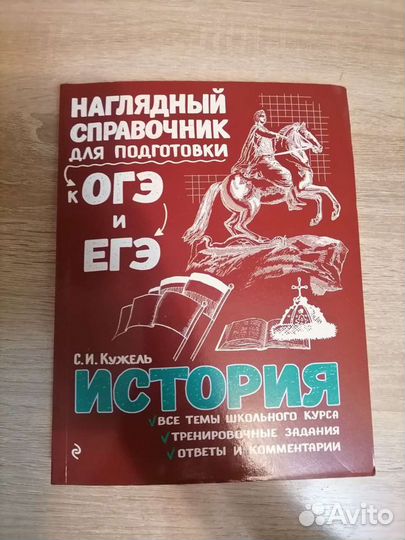 НАГЛЯДНЫЙ
СПРАВОЧНИК
ДЛЯ ПОДГОТОВКИ
К ОГЭ
И
ЕГЭ
С.И. КУЖЕЛЬ
ИСТОРИЯ
ВСЕ ТЕМЫ ШКОЛЬНОГО КУРСА
ТРЕНИРОВОЧНЫЕ ЗАДАНИЯ
ОТВЕТЫ И КОММЕНТАРИИ
Avito